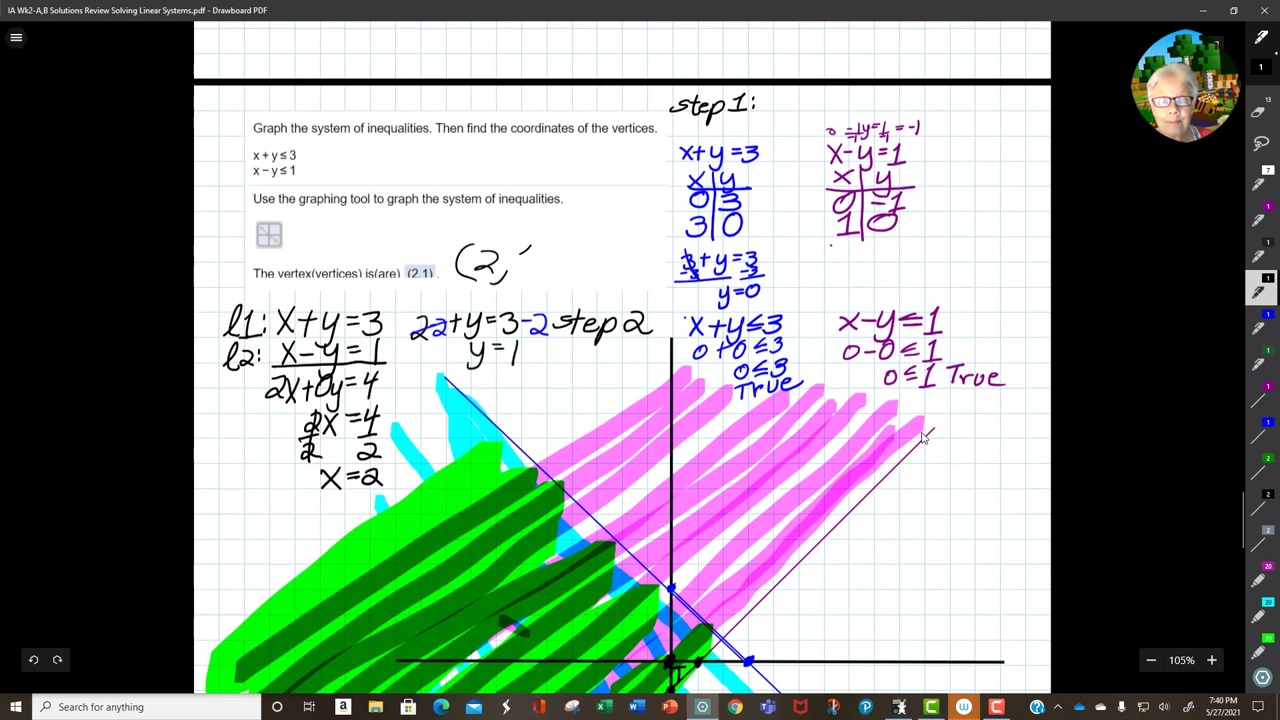 IA Wk2-A,B Solutions Review Solving Linear Systems.pdf - Drawboard PDF
Graph the system of inequalities. Then find the coordinates of the vertices.
x + y ≤ 3
x − y ≤ 1
Use the graphing tool to graph the system of inequalities.
The vertex(vertices) is(are) (2,1) .
(2,
step 1:
x+y=3
x | y
0 | 3
3 | 0
3+y=3
-3 -3
y=0
x-y=1
x | y
0 | -1
1 | 0
l1: x+y=3
l2: x-y=1
2x+0y=4
2x=4
2 2
x=2
+y=3-2
y=1
step 2
x+y≤3
0+0≤3
0≤3
True
x-y≤1
0-0≤1
0≤1 True
105%
Search for anything
7:40 PM
5/27/2021